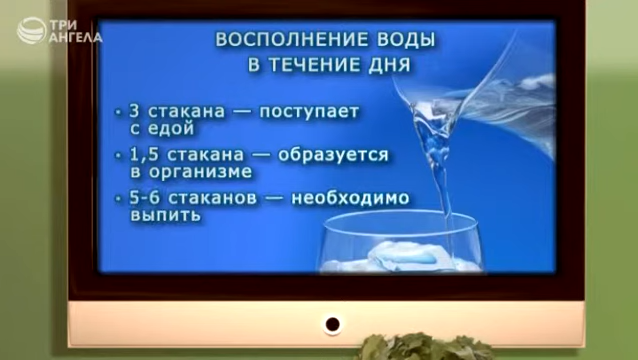 ТРИ
АНГЕЛА
ВОСПОЛНЕНИЕ ВОДЫ
В ТЕЧЕНИЕ ДНЯ
• 3 стакана — поступает
с едой
• 1,5 стакана — образуется
в организме
• 5-6 стаканов — необходимо
выпить